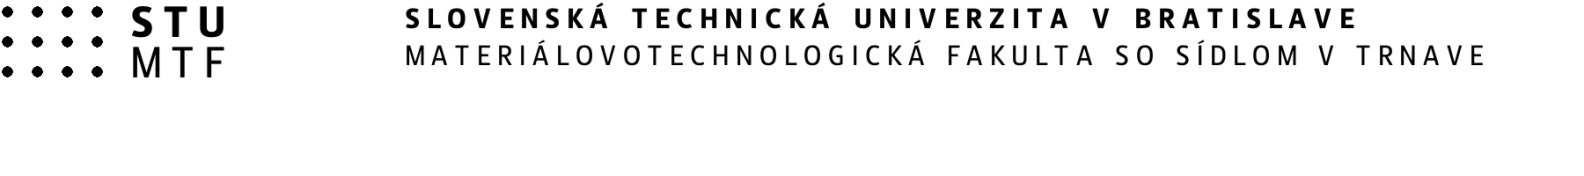 STU
MTF
SLOVENSKÁ TECHNICKÁ UNIVERZITA V BRATISLAVE
MATERIÁLOVOTECHNOLOGICKÁ FAKULTA SO SÍDLOM V TRNAVE